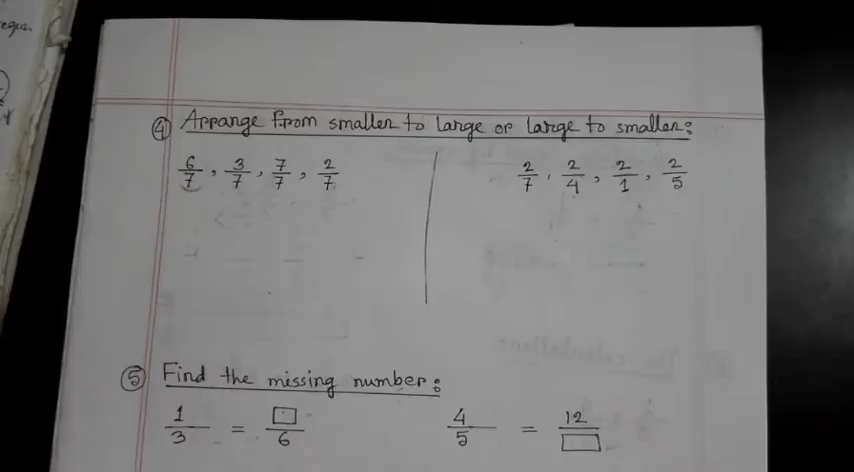 ④ Arrange from smaller to large or large to smaller:
6/7, 3/7, 7/7, 2/7
2/7, 2/4, 2/1, 2/5
⑤ Find the missing number:
1/3 = □/6
4/5 = 12/□